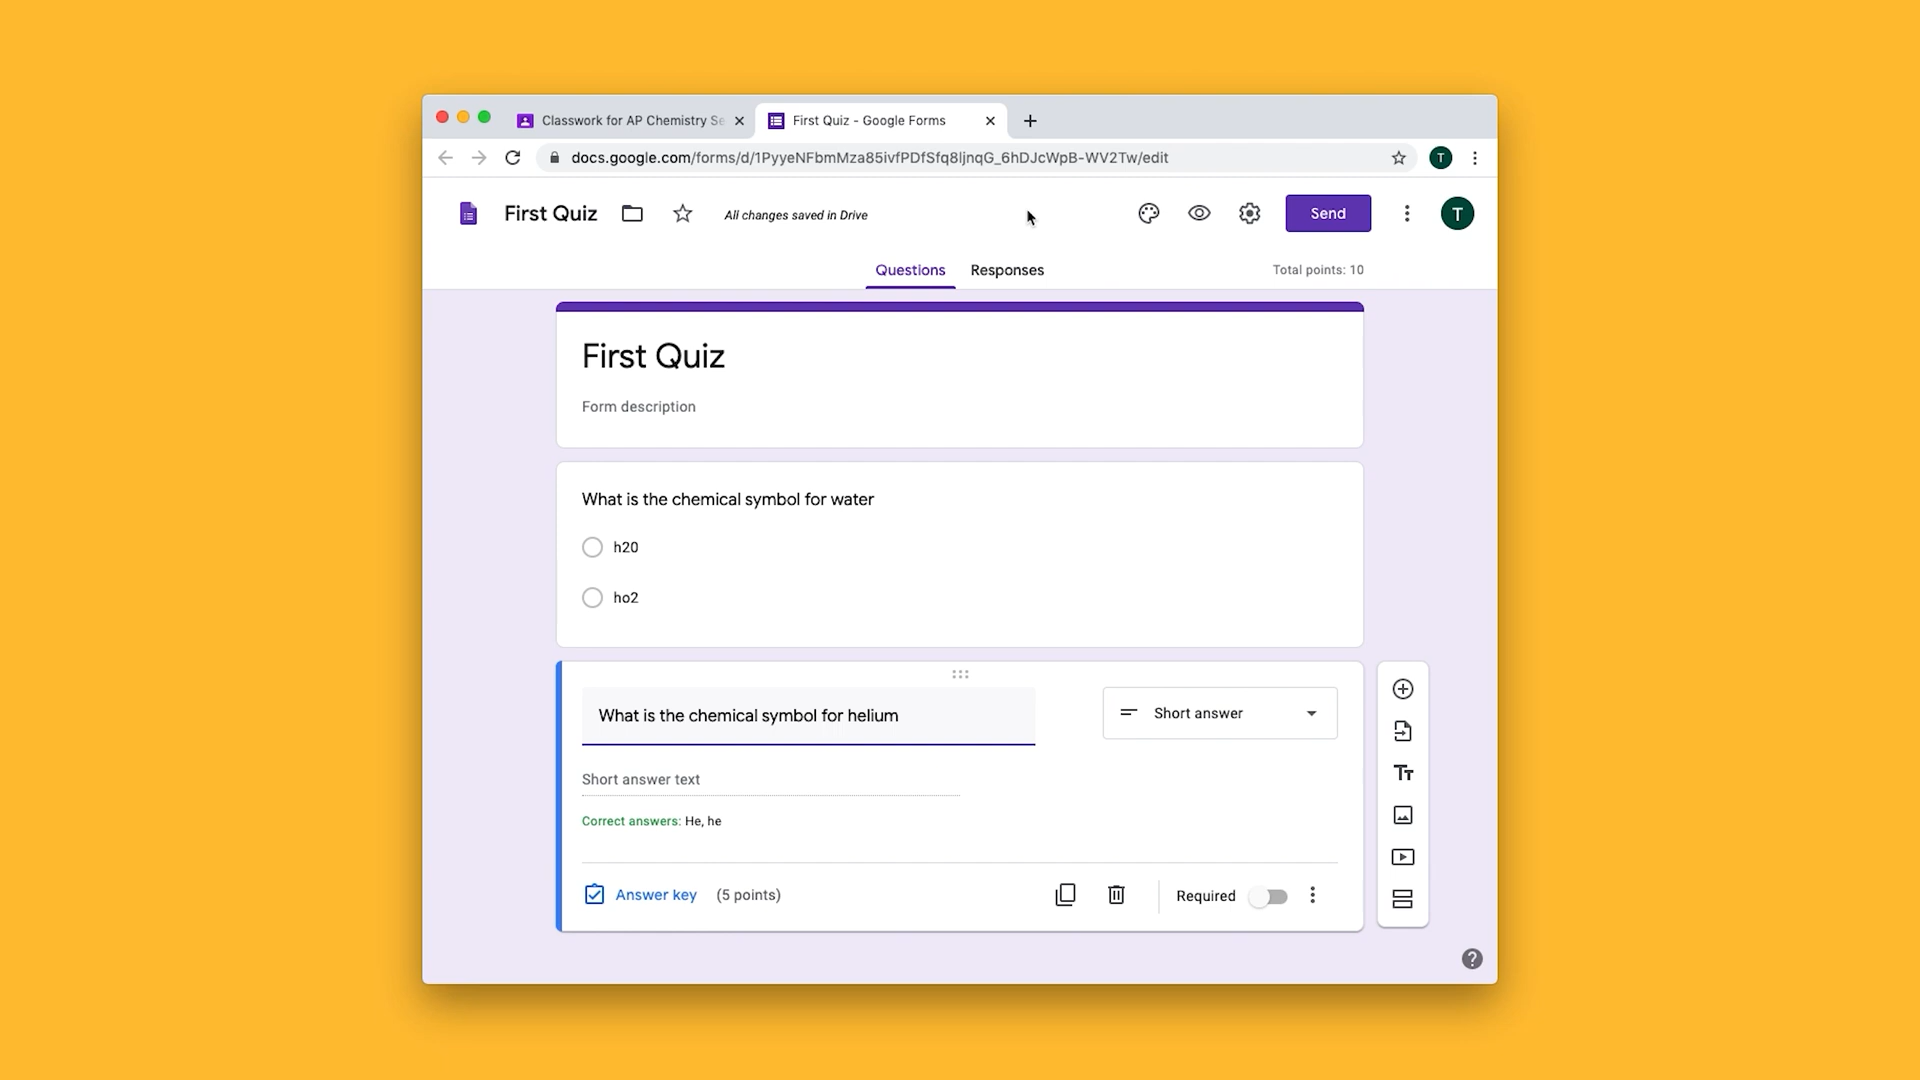 Classwork for AP Chemistry Se
First Quiz - Google Forms
docs.google.com/forms/d/1PyyeNFbmMza85ivfPDfSfq8ljnqG_6hDJcWpB-WV2Tw/edit
T
First Quiz
All changes saved in Drive
Send
T
Questions
Responses
Total points: 10
First Quiz
Form description
What is the chemical symbol for water
h20
ho2
What is the chemical symbol for helium
Short answer
Short answer text
Correct answers: He, he
Answer key
(5 points)
Required
Tт
?